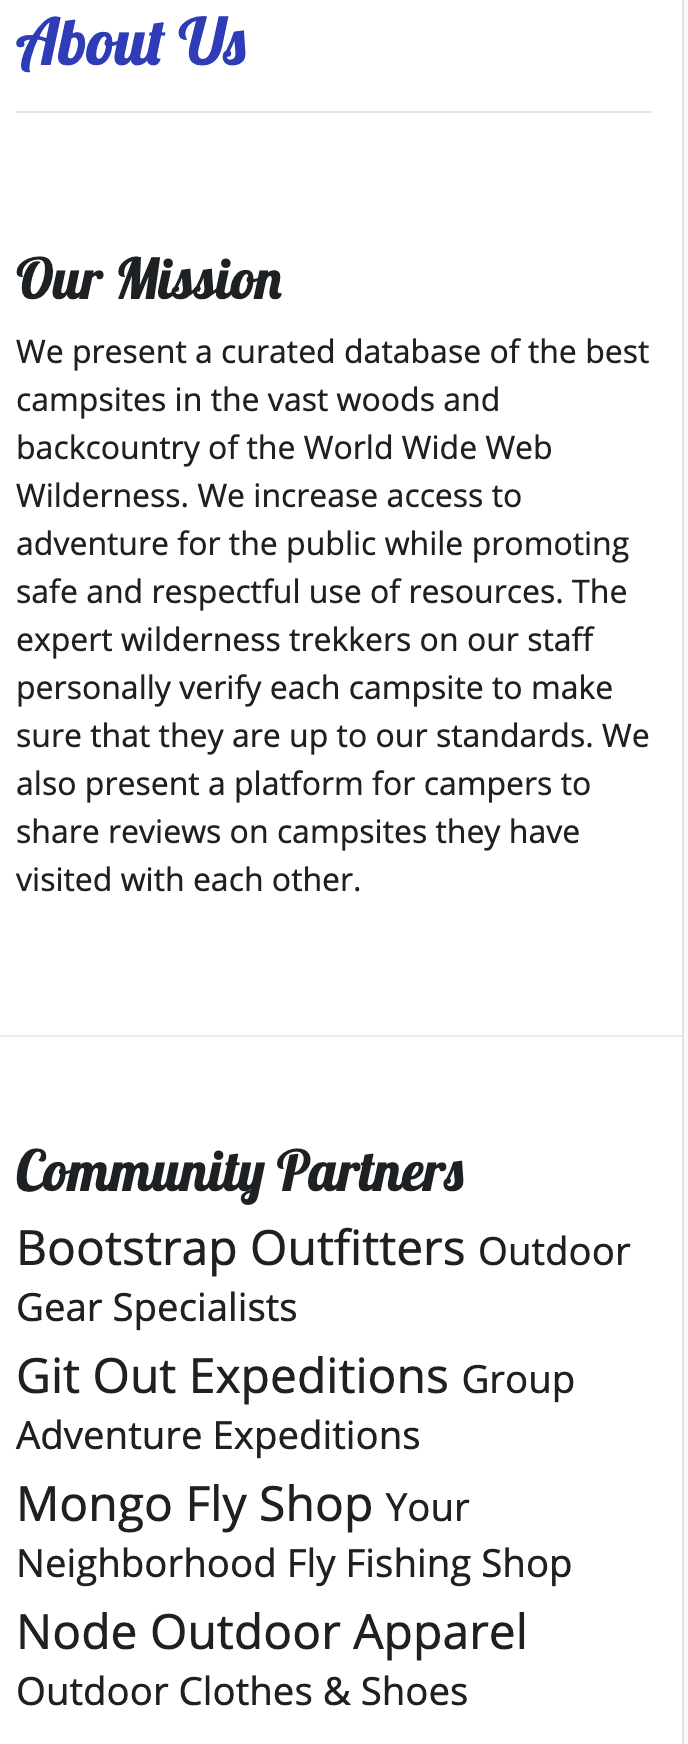 About Us
Our Mission
We present a curated database of the best
campsites in the vast woods and
backcountry of the World Wide Web
Wilderness. We increase access to
adventure for the public while promoting
safe and respectful use of resources. The
expert wilderness trekkers on our staff
personally verify each campsite to make
sure that they are up to our standards. We
also present a platform for campers to
share reviews on campsites they have
visited with each other.
Community Partners
Bootstrap Outfitters Outdoor
Gear Specialists
Git Out Expeditions Group
Adventure Expeditions
Mongo Fly Shop Your
Neighborhood Fly Fishing Shop
Node Outdoor Apparel
Outdoor Clothes & Shoes